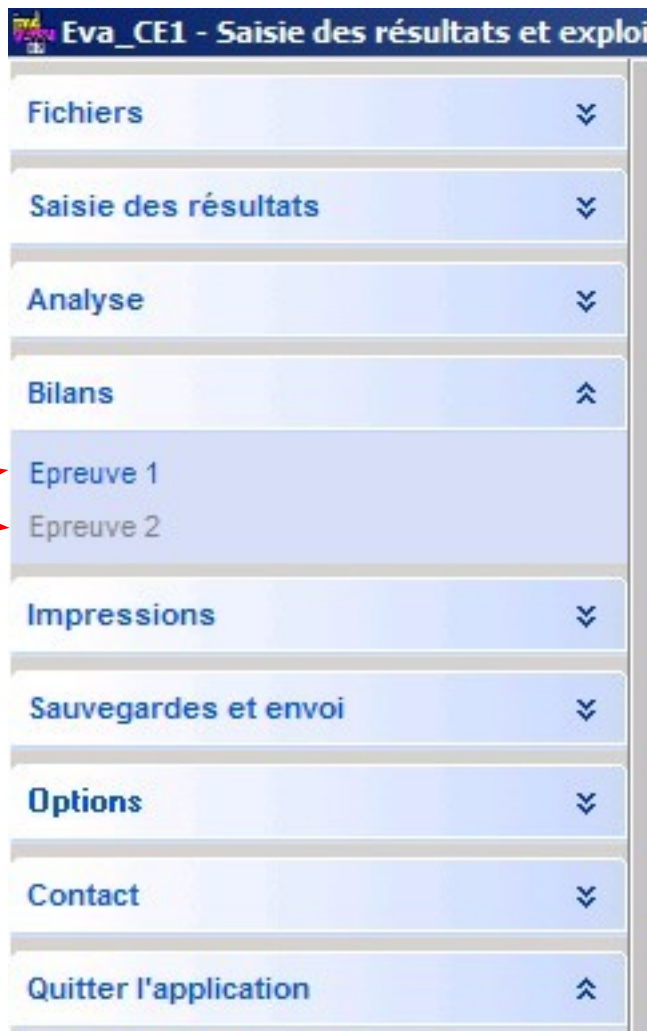 Eva_CE1 - Saisie des résultats et exploi
Fichiers
Saisie des résultats
Analyse
Bilans
Epreuve 1
Epreuve 2
Impressions
Sauvegardes et envoi
Options
Contact
Quitter l'application